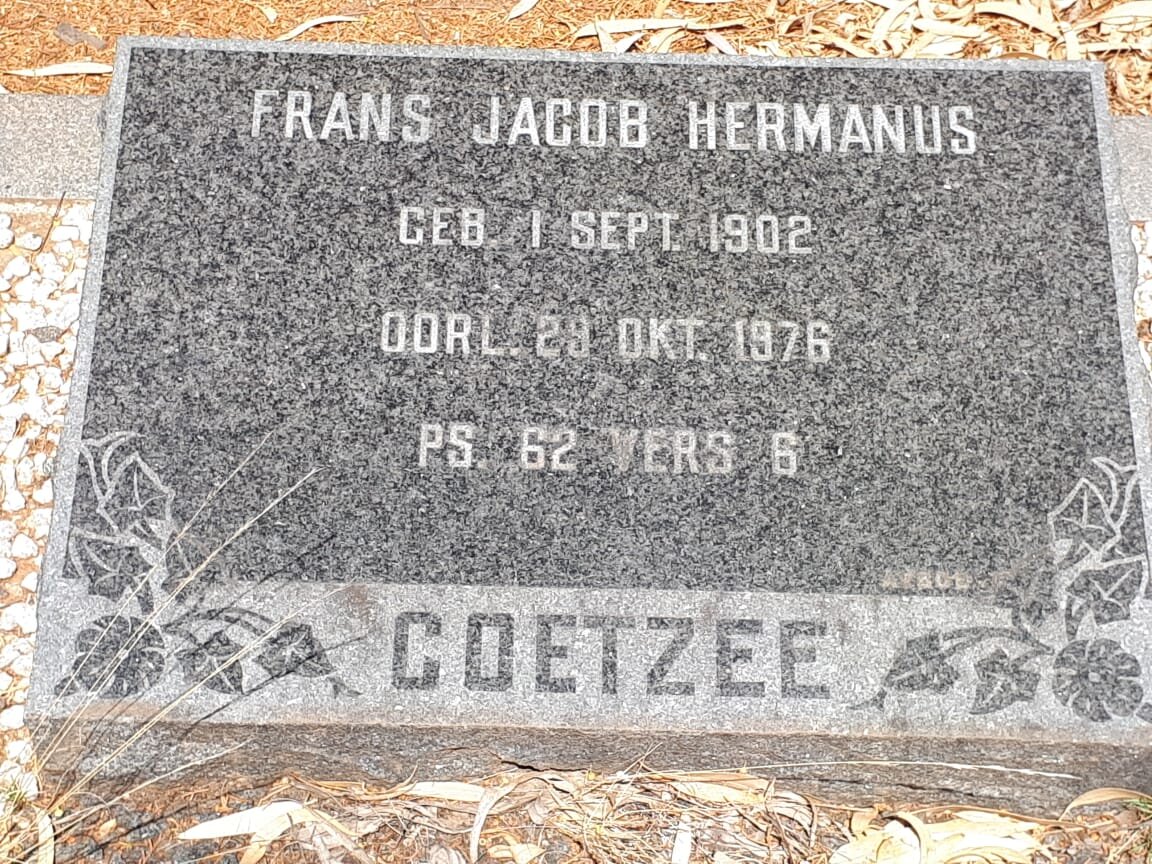 FRANS JACOB HERMANUS
GEB. 1 SEPT. 1902
OORL. 29 OKT. 1976
PS. 62 VERS 6
COETZEE